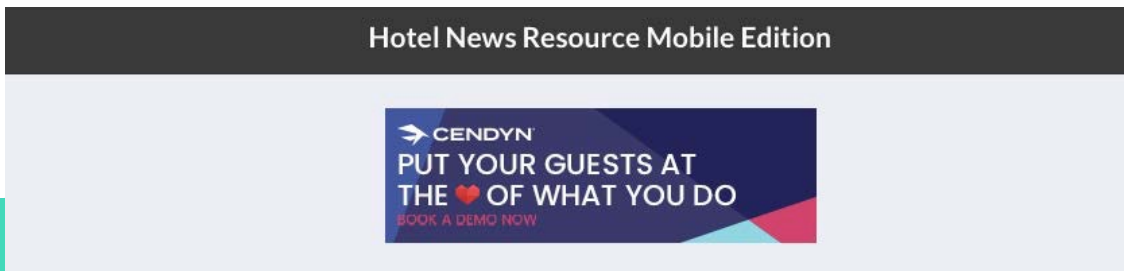 Hotel News Resource Mobile Edition
CENDYN
PUT YOUR GUESTS AT
THE ❤ OF WHAT YOU DO
BOOK A DEMO NOW